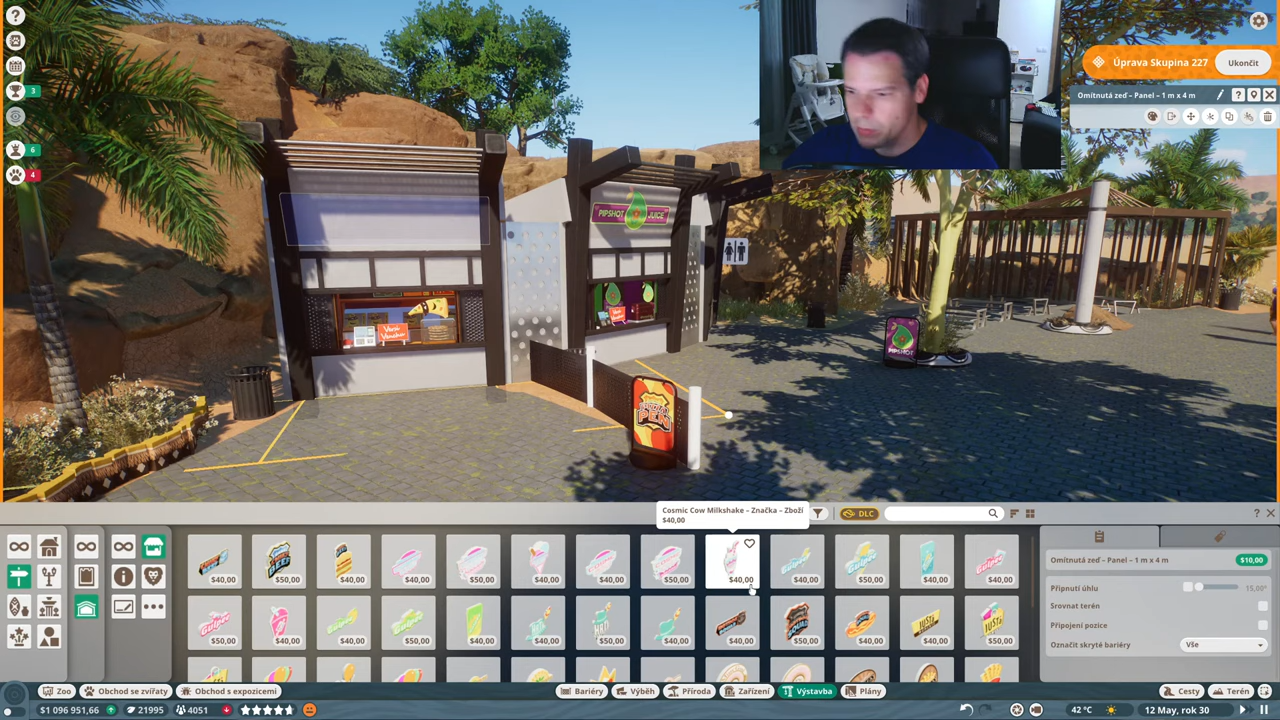 Úprava Skupina 227
Ukončit
Omítnutá zeď – Panel – 1 m x 4 m
3
6
4
PIPSHOT JUICE
PIPSHOT
PEN
Cosmic Cow Milkshake – Značka – Zboží
$40,00
DLC
$40,00 $50,00 $40,00 $40,00 $50,00 $40,00 $40,00 $50,00 $40,00 $40,00 $50,00 $40,00 $40,00
$50,00 $40,00 $40,00 $50,00 $40,00 $40,00 $50,00 $40,00 $40,00 $50,00 $40,00 $40,00 $50,00
Omítnutá zeď – Panel – 1 m x 4 m
$10,00
Připnutí úhlu
15,00°
Srovnat terén
Připojení pozice
Označit skryté bariéry
Vše
Zoo
Obchod se zvířaty
Obchod s expozicemi
Bariéry
Výběh
Příroda
Zařízení
Výstavba
Plány
Cesty
Terén
$1 096 951,66
21995
4051
42 °C
12 May, rok 30